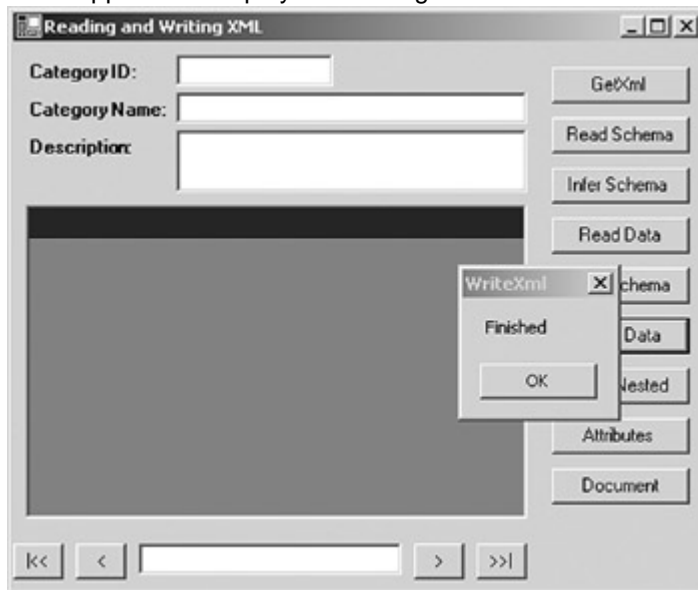 Reading and Writing XML
Category ID:
GetXml
Category Name:
Read Schema
Description:
Infer Schema
Read Data
WriteXml
chema
Finished
Data
OK
Nested
Attributes
Document
|<<
<
>
>>|